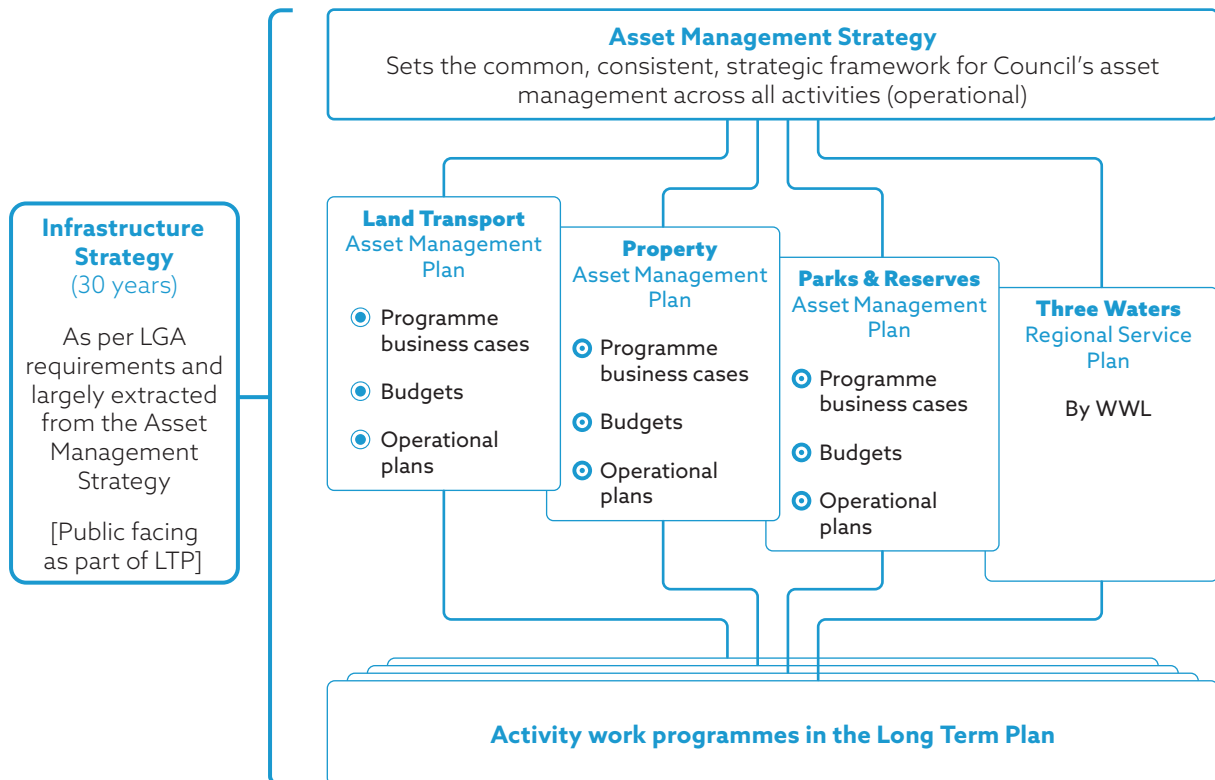 Asset Management Strategy
Sets the common, consistent, strategic framework for Council’s asset
management across all activities (operational)
Infrastructure
Strategy
(30 years)
As per LGA
requirements and
largely extracted
from the Asset
Management
Strategy
[Public facing
as part of LTP]
Land Transport
Asset Management
Plan
Programme
business cases
Budgets
Operational
plans
Property
Asset Management
Plan
Programme
business cases
Budgets
Operational
plans
Parks & Reserves
Asset Management
Plan
Programme
business cases
Budgets
Operational
plans
Three Waters
Regional Service
Plan
By WWL
Activity work programmes in the Long Term Plan